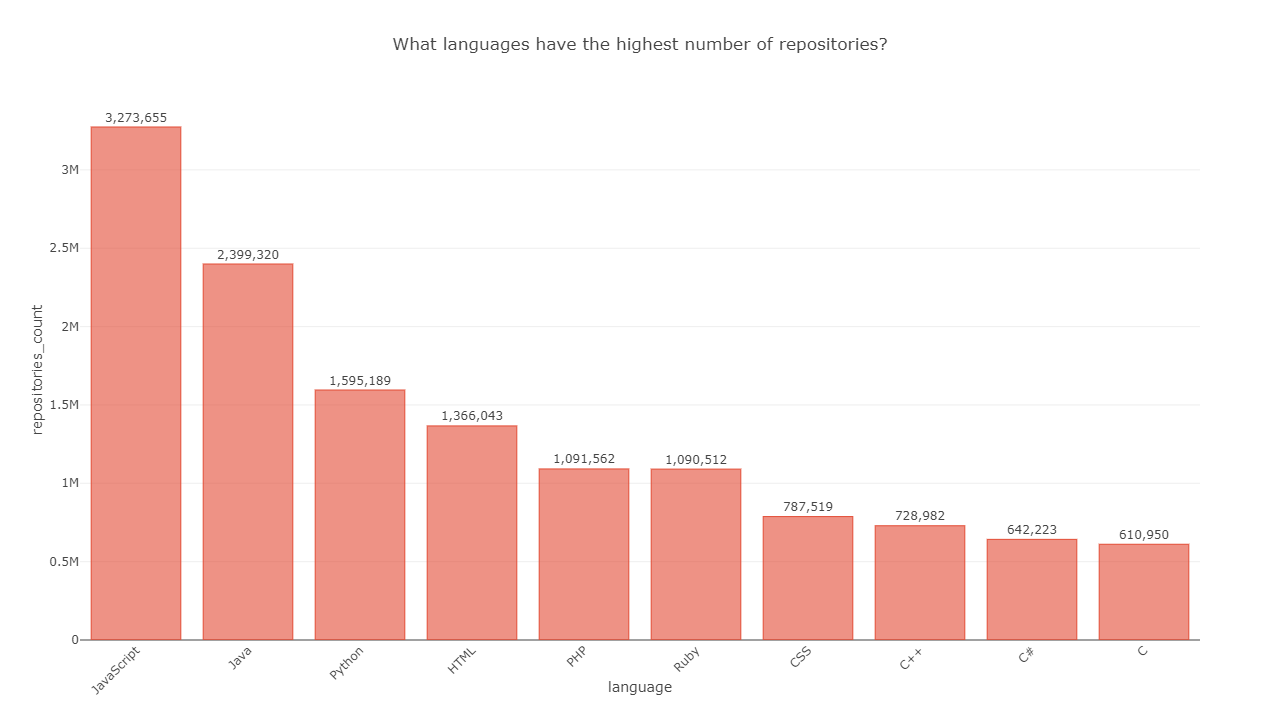 What languages have the highest number of repositories?
repositories_count
3M
2.5M
2M
1.5M
1M
0.5M
0
3,273,655
2,399,320
1,595,189
1,366,043
1,091,562
1,090,512
787,519
728,982
642,223
610,950
JavaScript
Java
Python
HTML
PHP
Ruby
CSS
C++
C#
C
language